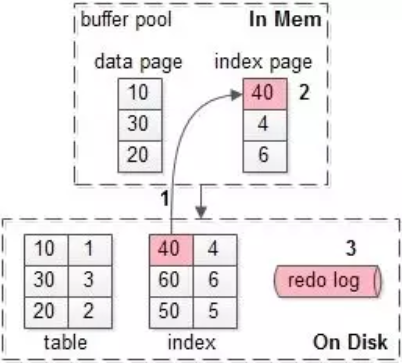 buffer pool In Mem
data page index page
10 40 2
30 4
20 6
1
10 1 40 4 3
30 3 60 6 redo log
20 2 50 5
table index On Disk